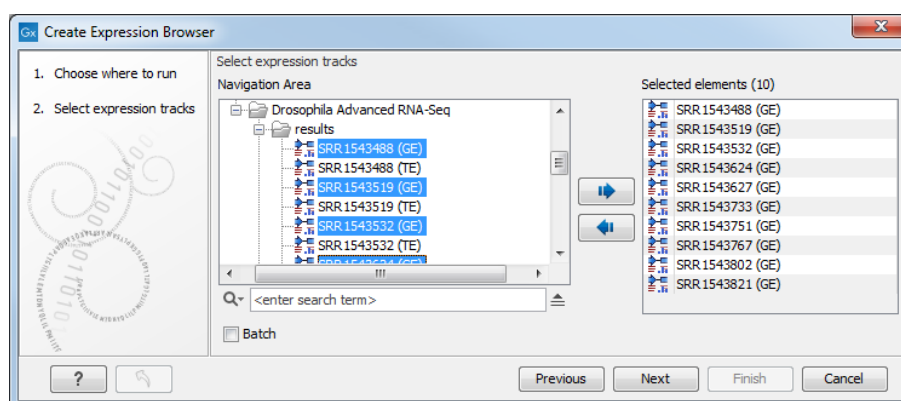 Gx Create Expression Browser
1. Choose where to run
2. Select expression tracks
Select expression tracks
Navigation Area
Drosophila Advanced RNA-Seq
results
SRR1543488 (GE)
SRR1543488 (TE)
SRR1543519 (GE)
SRR1543519 (TE)
SRR1543532 (GE)
SRR1543532 (TE)
SRR1543624 (GE)
<enter search term>
Batch
Selected elements (10)
SRR1543488 (GE)
SRR1543519 (GE)
SRR1543532 (GE)
SRR1543624 (GE)
SRR1543627 (GE)
SRR1543733 (GE)
SRR1543751 (GE)
SRR1543767 (GE)
SRR1543802 (GE)
SRR1543821 (GE)
? Previous Next Finish Cancel